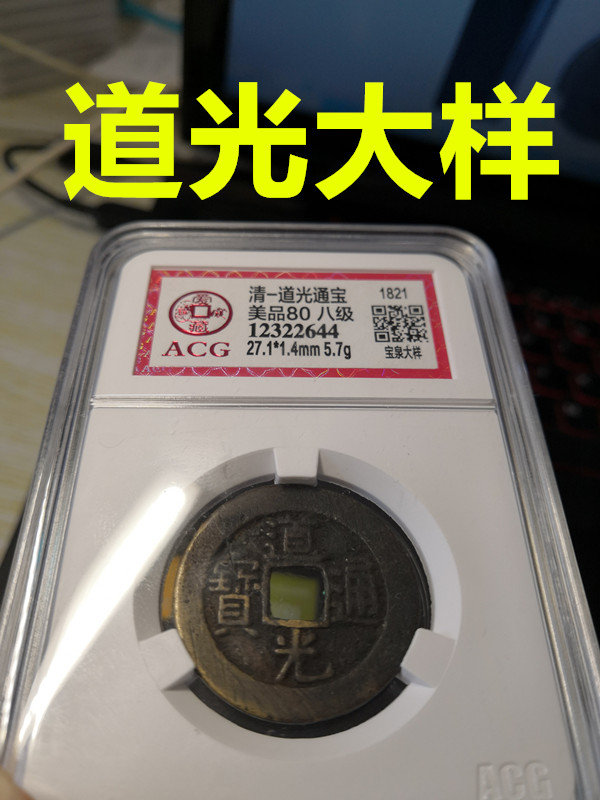 道光大样
清-道光通宝
美品80 八级
12322644
27.1*1.4mm 5.7g
1821
宝泉大样
ACG
道
寶 通
光
ACG